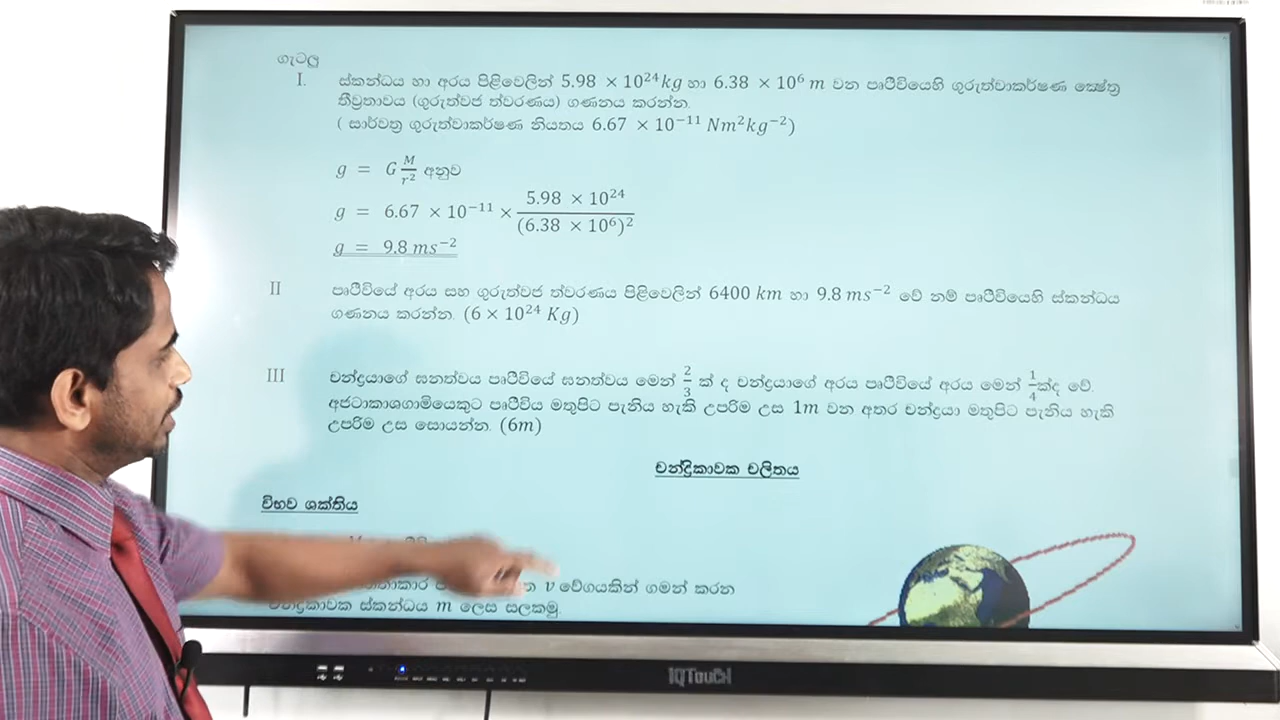 ගැටලු
I. ස්කන්ධය හා අරය පිළිවෙලින් 5.98 × 10²⁴kg හා 6.38 × 10⁶ m වන පෘථිවියෙහි ගුරුත්වාකර්ෂණ ක්ෂේත්‍ර
තීව්‍රතාවය (ගුරුත්වජ ත්වරණය) ගණනය කරන්න.
( සාර්වත්‍ර ගුරුත්වාකර්ෂණ නියතය 6.67 × 10⁻¹¹ Nm²kg⁻²)
g = G M/r² අනුව
g = 6.67 × 10⁻¹¹ × 5.98 × 10²⁴/(6.38 × 10⁶)²
g = 9.8 ms⁻²
II පෘථිවියේ අරය සහ ගුරුත්වජ ත්වරණය පිළිවෙලින් 6400 km හා 9.8 ms⁻² වේ නම් පෘථිවියෙහි ස්කන්ධය
ගණනය කරන්න. (6 × 10²⁴ Kg)
III චන්ද්‍රයාගේ ඝනත්වය පෘථිවියේ ඝනත්වය මෙන් 2/3 ක් ද චන්ද්‍රයාගේ අරය පෘථිවියේ අරය මෙන් 1/4ක්ද වේ.
අජටාකාශගාමියෙකුට පෘථිවිය මතුපිට පැනිය හැකි උපරිම උස 1m වන අතර චන්ද්‍රයා මතුපිට පැනිය හැකි
උපරිම උස සොයන්න. (6m)
චන්ද්‍රිකාවක චලිතය
විභව ශක්තිය
v වේගයකින් ගමන් කරන
චන්ද්‍රිකාවක ස්කන්ධය m ලෙස සලකමු.
IQTouch